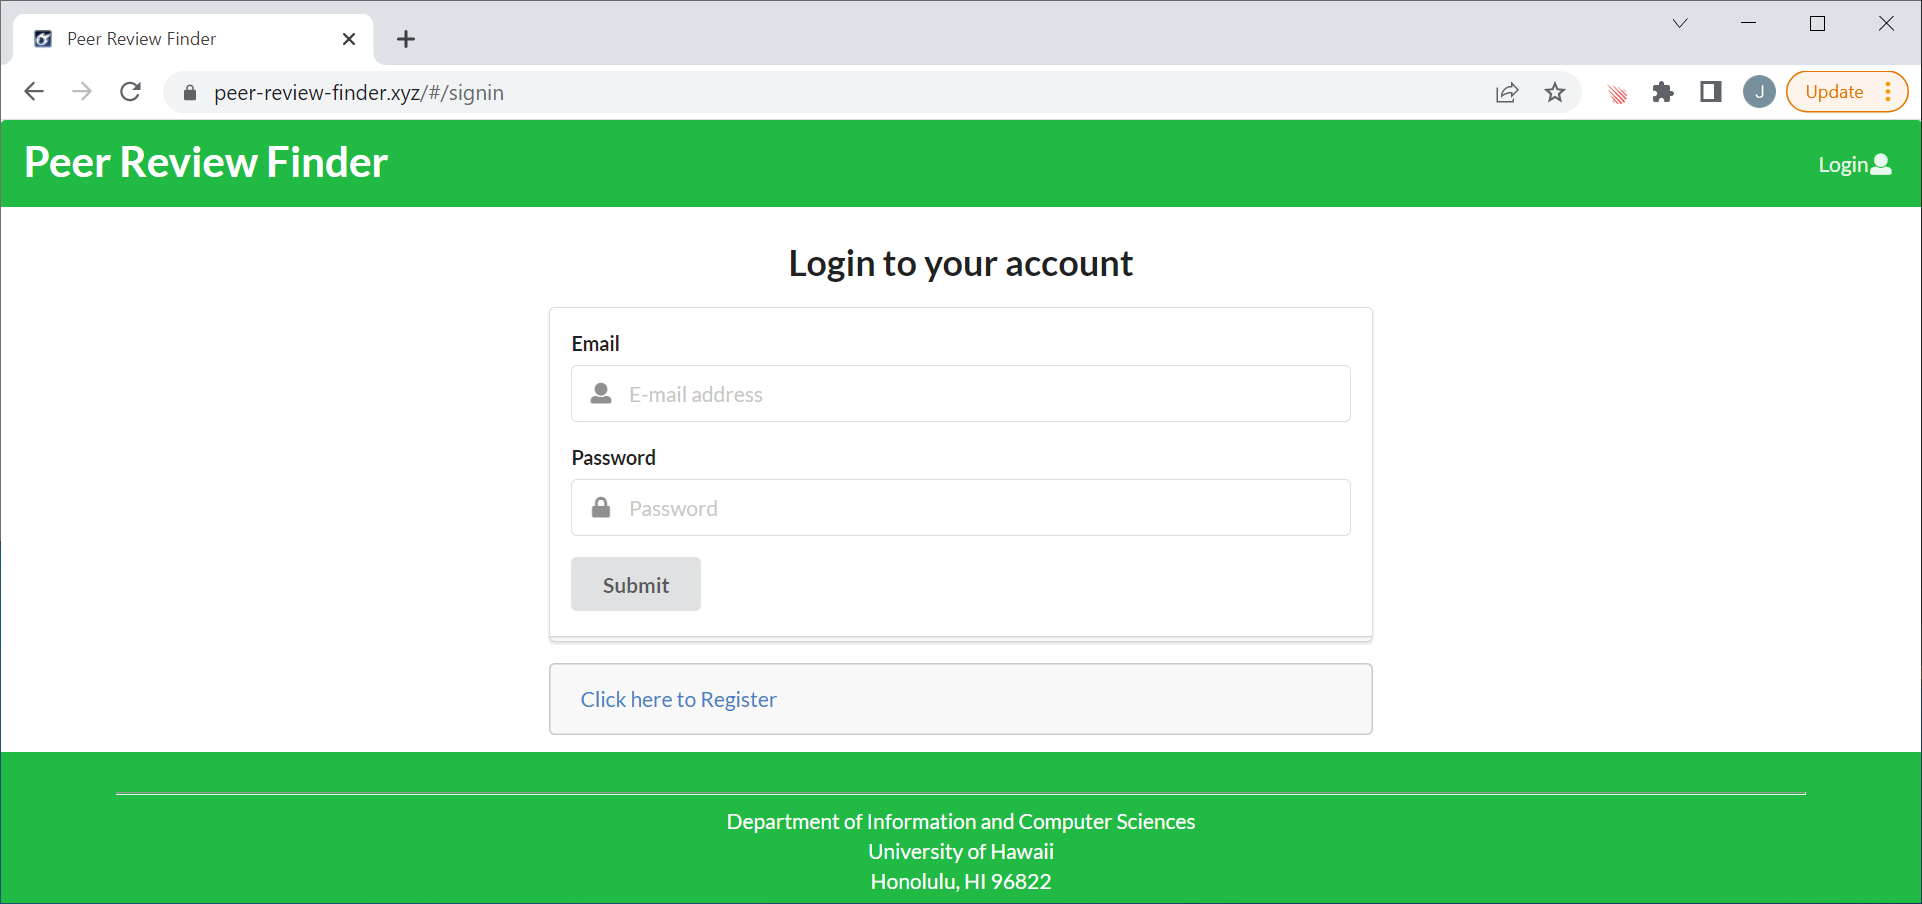 Peer Review Finder
peer-review-finder.xyz/#/signin
J
Update
Peer Review Finder
Login
Login to your account
Email
E-mail address
Password
Password
Submit
Click here to Register
Department of Information and Computer Sciences
University of Hawaii
Honolulu, HI 96822